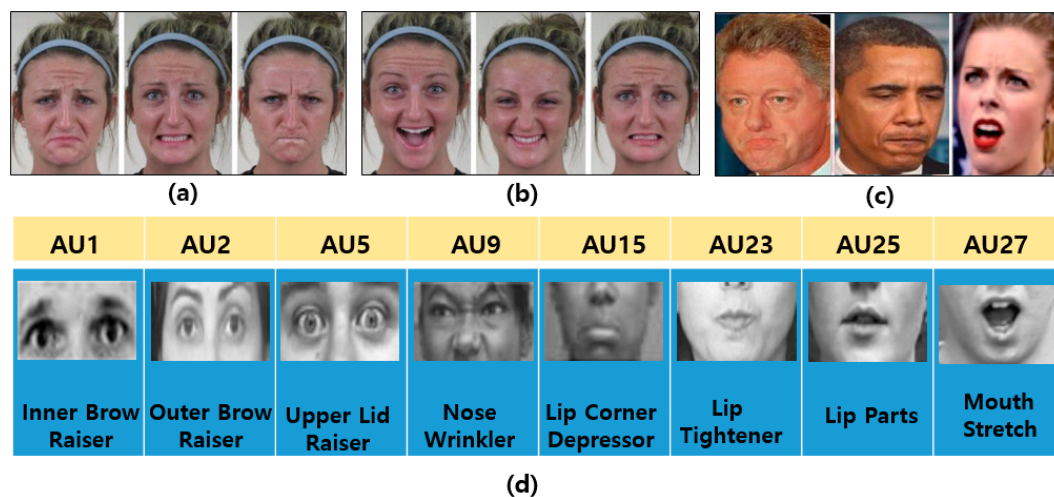 (a)
(b)
(c)
AU1 AU2 AU5 AU9 AU15 AU23 AU25 AU27
Inner Brow Outer Brow Upper Lid Nose Lip Corner Lip Lip Parts Mouth
Raiser Raiser Raiser Wrinkler Depressor Tightener Stretch
(d)